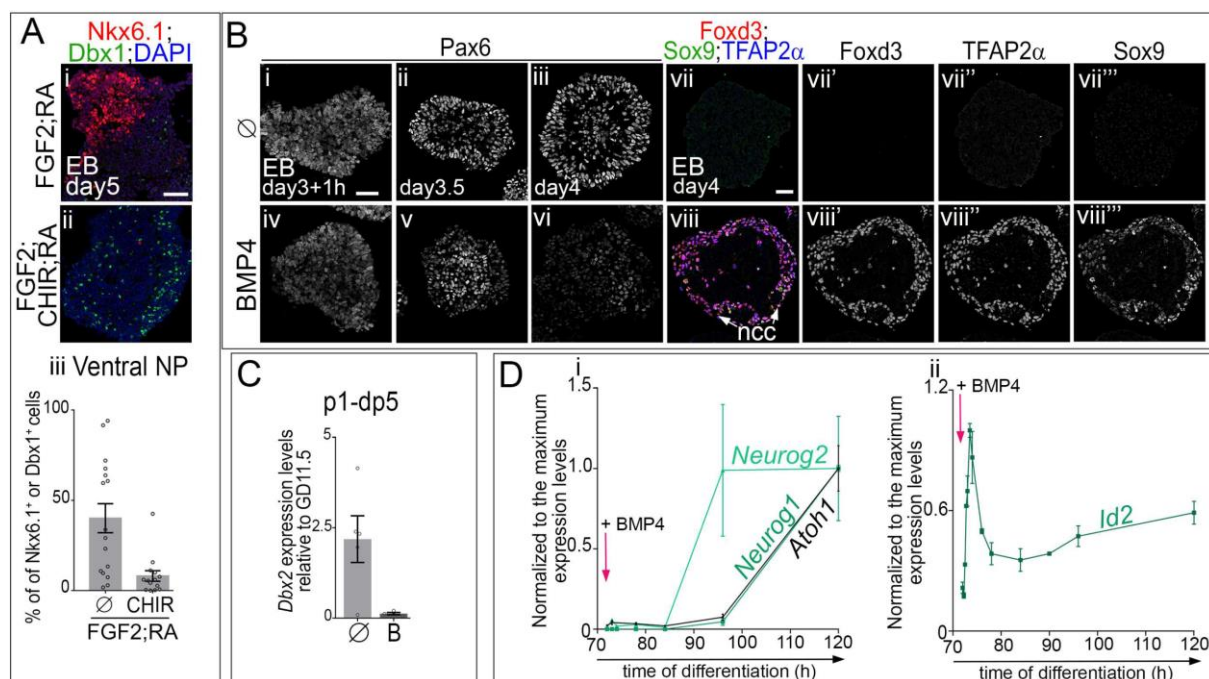 A
Nkx6.1;
Dbx1;DAPI
FGF2;RA
i
EB
day5
FGF2;
CHIR;RA
ii
iii Ventral NP
% of of Nkx6.1⁺ or Dbx1⁺ cells
100
50
0
∅ CHIR
FGF2;RA
B
Pax6
Foxd3;
Sox9;TFAP2α
Foxd3
TFAP2α
Sox9
∅
i
EB
day3+1h
ii
day3.5
iii
day4
vii
EB
day4
vii'
vii''
vii'''
BMP4
iv
v
vi
viii
ncc
viii'
viii''
viii'''
C
p1-dp5
Dbx2 expression levels
relative to GD11.5
5
2.5
0
∅ B
D
i
Normalized to the maximum
expression levels
1.5
1.0
0.5
0.0
+ BMP4
Neurog2
Neurog1
Atoh1
70 80 90 100 110 120
time of differentiation (h)
ii
Normalized to the maximum
expression levels
1.2
0.6
0
+ BMP4
Id2
70 80 90 100 110 120
time of differentiation (h)